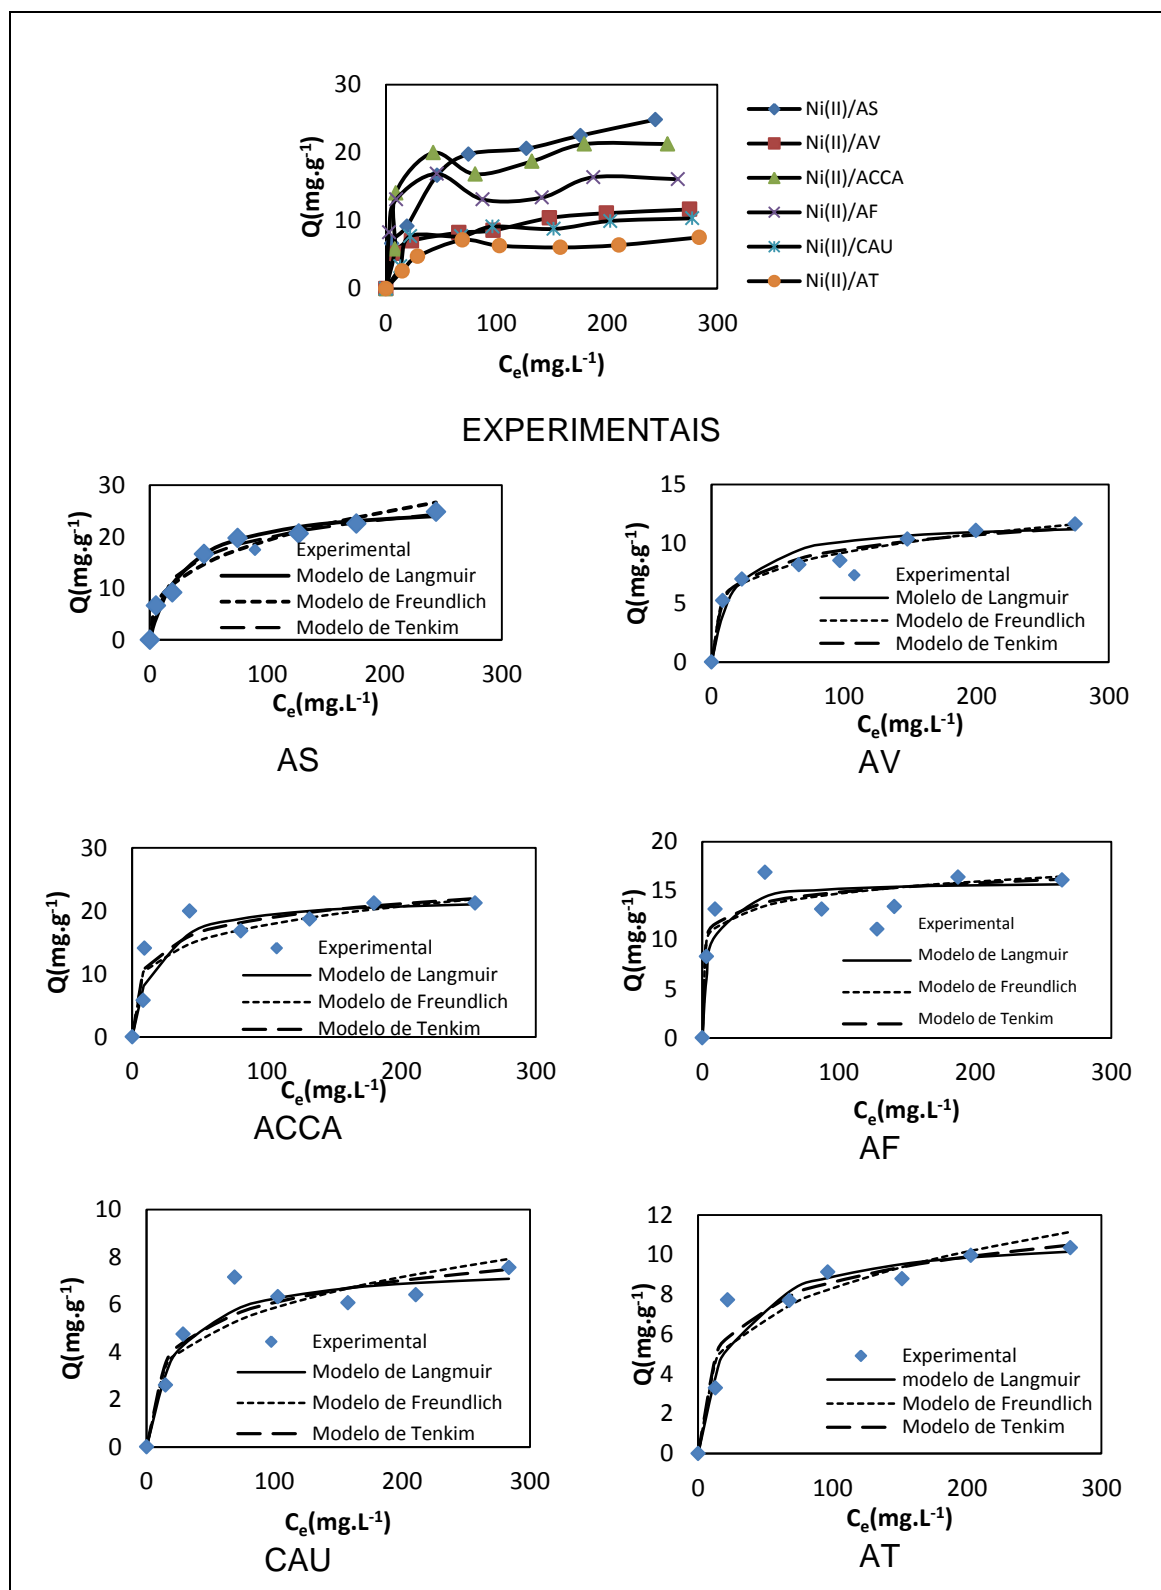 30
20
10
0
Q(mg.g-1)
0 100 200 300
Ce(mg.L-1)
Ni(II)/AS
Ni(II)/AV
Ni(II)/ACCA
Ni(II)/AF
Ni(II)/CAU
Ni(II)/AT
EXPERIMENTAIS
30
20
10
0
Q(mg.g-1)
Experimental
Modelo de Langmuir
Modelo de Freundlich
Modelo de Tenkim
0 200 300
100
Ce(mg.L-1)
AS
15
10
5
0
Q(mg.g-1)
Experimental
Molelo de Langmuir
Modelo de Freundlich
Modelo de Tenkim
0 100 200 300
Ce(mg.L-1)
AV
30
20
10
0
Q(mg.g-1)
Experimental
Modelo de Langmuir
Modelo de Freundlich
Modelo de Tenkim
0 100 200 300
Ce(mg.L-1)
ACCA
20
15
10
5
0
Q(mg.g-1)
Experimental
Modelo de Langmuir
Modelo de Freundlich
Modelo de Tenkim
0 100 200 300
Ce(mg.L-1)
AF
10
8
6
4
2
0
Q(mg.g-1)
Experimental
Modelo de Langmuir
Modelo de Freundlich
Modelo de Tenkim
0 100 200 300
Ce(mg.L-1)
CAU
12
10
8
6
4
2
0
Q(mg.g-1)
Experimental
modelo de Langmuir
Modelo de Freundlich
Modelo de Tenkim
0 100 200 300
Ce(mg.L-1)
AT